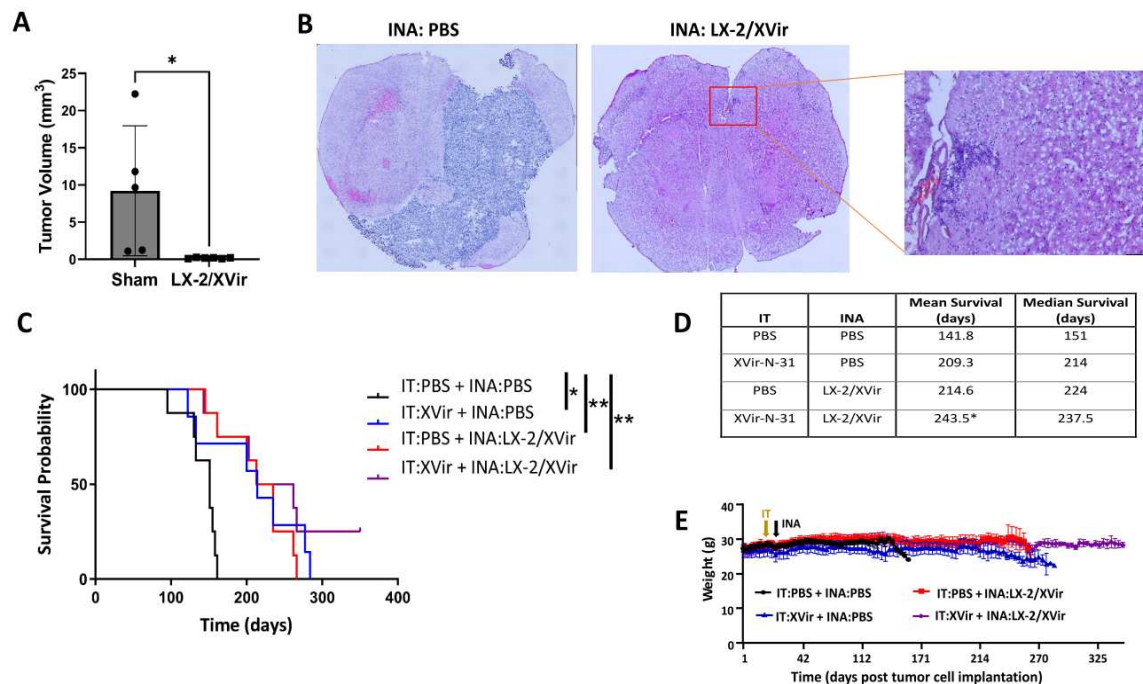 A
*
Tumor Volume (mm3)
25
20
15
10
5
0
Sham
LX-2/XVir
B
INA: PBS
INA: LX-2/XVir
C
Survival Probability
100
50
0
0
100
200
300
400
Time (days)
IT:PBS + INA:PBS
IT:XVir + INA:PBS
IT:PBS + INA:LX-2/XVir
IT:XVir + INA:LX-2/XVir
*
**
**
D
IT INA Mean Survival (days) Median Survival (days)
PBS PBS 141.8 151
XVir-N-31 PBS 209.3 214
PBS LX-2/XVir 214.6 224
XVir-N-31 LX-2/XVir 243.5* 237.5
E
Weight (g)
40
30
20
10
0
IT
INA
IT:PBS + INA:PBS
IT:PBS + INA:LX-2/XVir
IT:XVir + INA:PBS
IT:XVir + INA:LX-2/XVir
1
42
112
171
214
270
325
Time (days post tumor cell implantation)